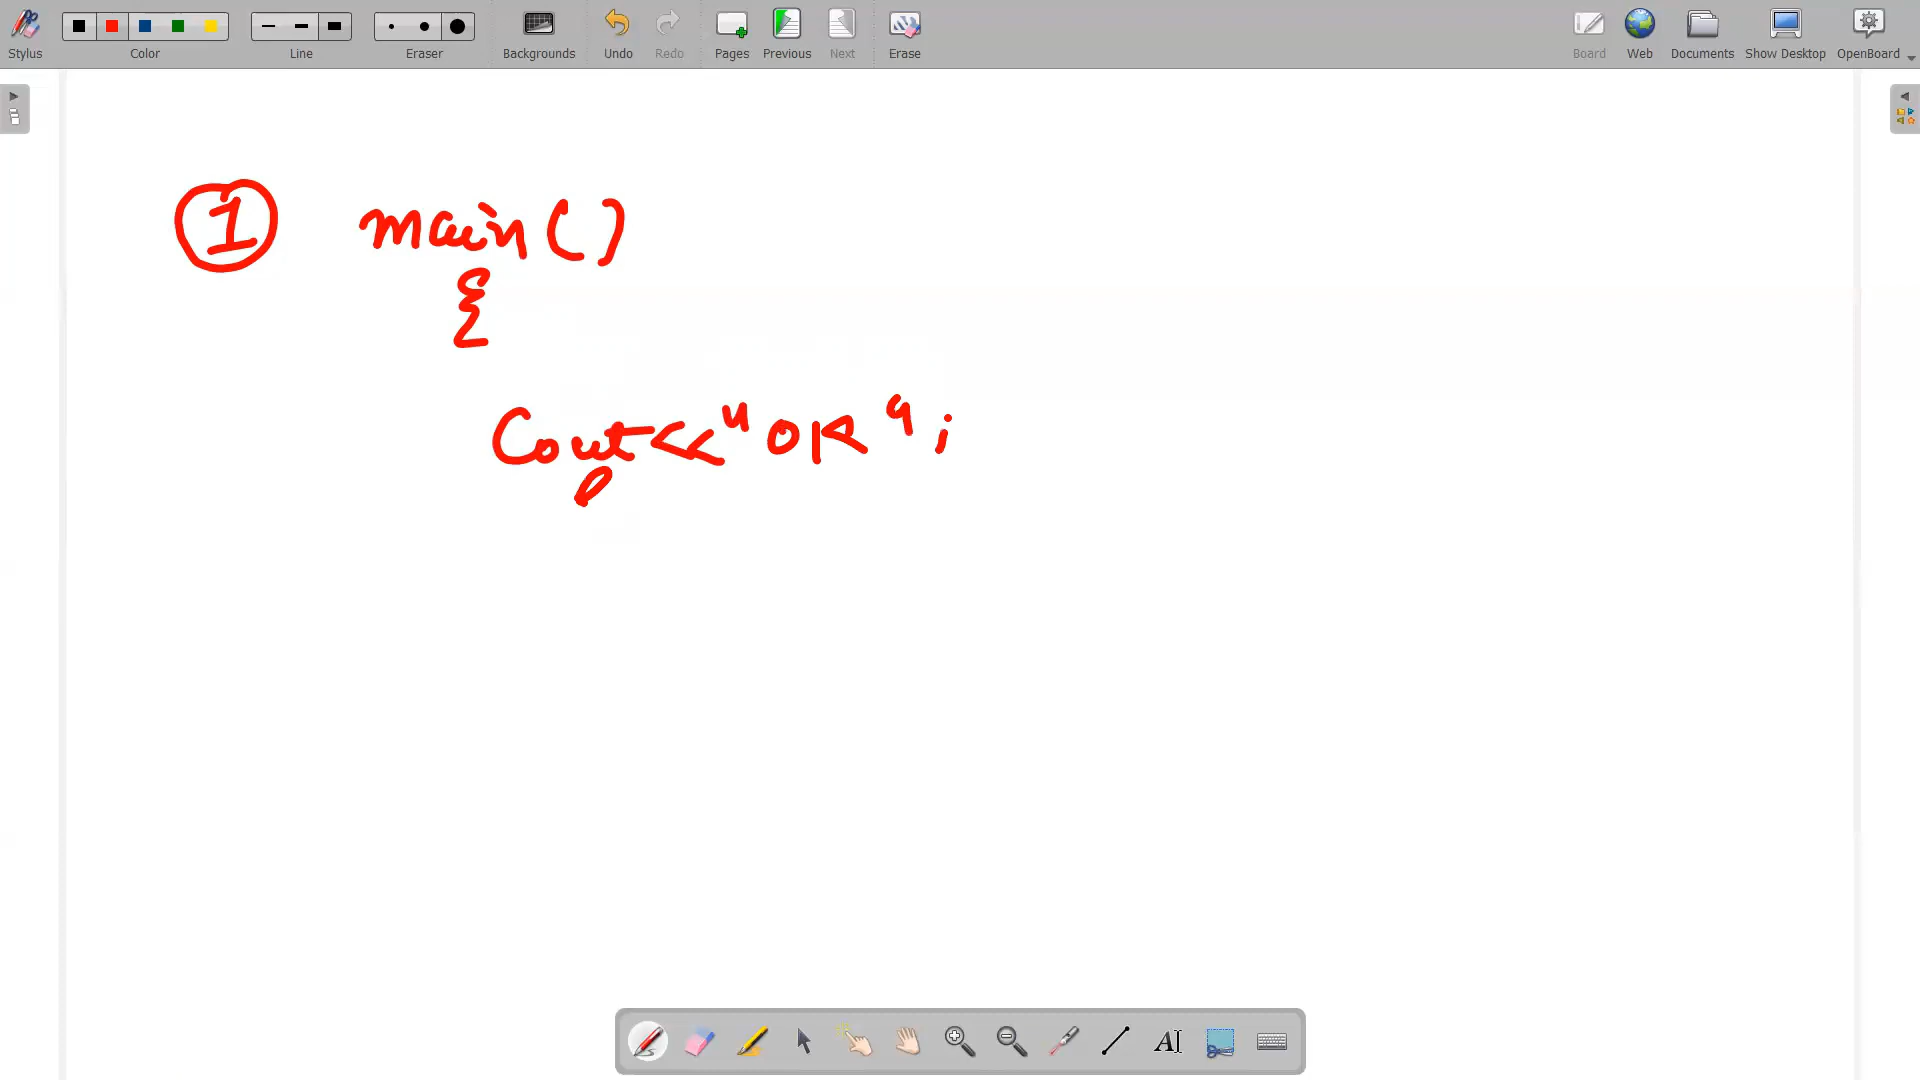 Stylus Color Line Eraser Backgrounds Undo Redo Pages Previous Next Erase Board Web Documents Show Desktop OpenBoard
① main()
{
Cout<<"OK";